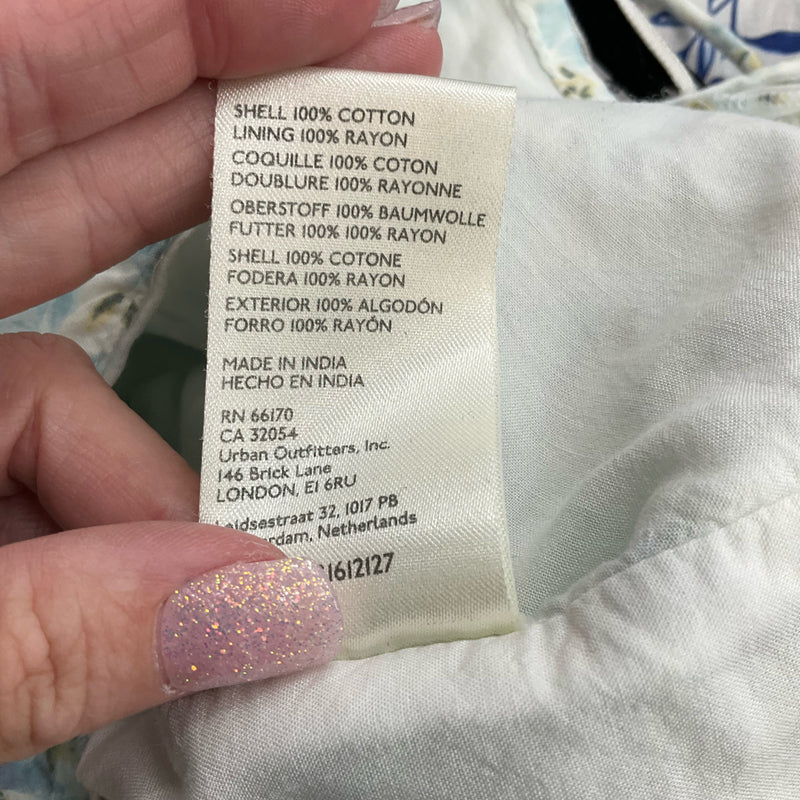 SHELL 100% COTTON
LINING 100% RAYON
COQUILLE 100% COTON
DOUBLURE 100% RAYONNE
OBERSTOFF 100% BAUMWOLLE
FUTTER 100% 100% RAYON
SHELL 100% COTONE
FODERA 100% RAYON
EXTERIOR 100% ALGODÓN
FORRO 100% RAYÓN
MADE IN INDIA
HECHO EN INDIA
RN 66170
CA 32054
Urban Outfitters, Inc.
146 Brick Lane
LONDON, E1 6RU
32, 1017 PB
Netherlands
1612127